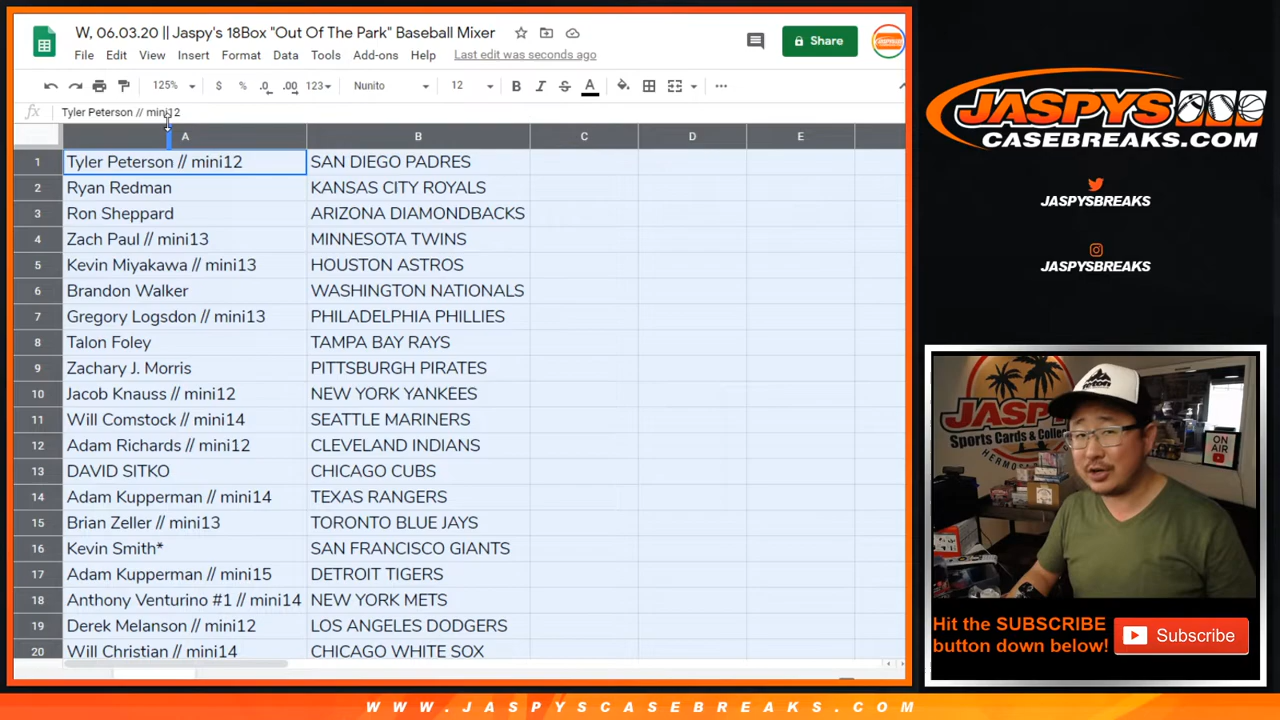 W, 06.03.20 || Jaspy's 18Box "Out Of The Park" Baseball Mixer
Share
File Edit View Insert Format Data Tools Add-ons Help Last edit was seconds ago
125% $ % .0 .00 123 Nunito 12 B I S A
fx Tyler Peterson // mini12
A B C D E
1 Tyler Peterson // mini12 SAN DIEGO PADRES
2 Ryan Redman KANSAS CITY ROYALS
3 Ron Sheppard ARIZONA DIAMONDBACKS
4 Zach Paul // mini13 MINNESOTA TWINS
5 Kevin Miyakawa // mini13 HOUSTON ASTROS
6 Brandon Walker WASHINGTON NATIONALS
7 Gregory Logsdon // mini13 PHILADELPHIA PHILLIES
8 Talon Foley TAMPA BAY RAYS
9 Zachary J. Morris PITTSBURGH PIRATES
10 Jacob Knauss // mini12 NEW YORK YANKEES
11 Will Comstock // mini14 SEATTLE MARINERS
12 Adam Richards // mini12 CLEVELAND INDIANS
13 DAVID SITKO CHICAGO CUBS
14 Adam Kupperman // mini14 TEXAS RANGERS
15 Brian Zeller // mini13 TORONTO BLUE JAYS
16 Kevin Smith* SAN FRANCISCO GIANTS
17 Adam Kupperman // mini15 DETROIT TIGERS
18 Anthony Venturino #1 // mini14 NEW YORK METS
19 Derek Melanson // mini12 LOS ANGELES DODGERS
20 Will Christian // mini14 CHICAGO WHITE SOX
JASPYS
CASEBREAKS.COM
JASPYSBREAKS
JASPYSBREAKS
JASPYS
Sports Cards & Collec
HERMOS
ON
AIR
Hit the SUBSCRIBE
button down below!
Subscribe
WWW.JASPYSCASEBREAKS.COM